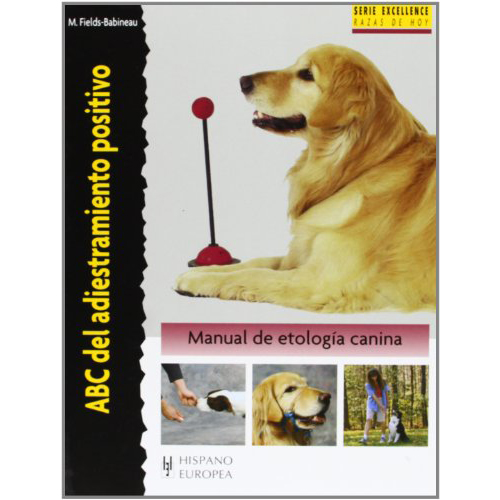 M. Fields-Babineau
SERIE EXCELLENCE
RAZAS DE HOY
ABC del adiestramiento positivo
Manual de etología canina
HISPANO
EUROPEA